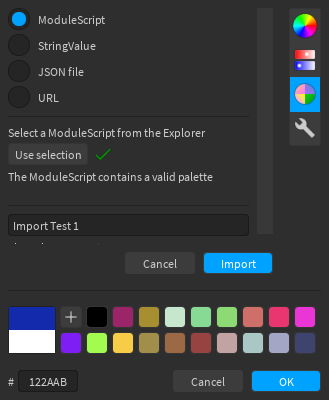 ModuleScript
StringValue
JSON file
URL
Select a ModuleScript from the Explorer
Use selection
The ModuleScript contains a valid palette
Import Test 1
Cancel Import
# 122AAB Cancel OK